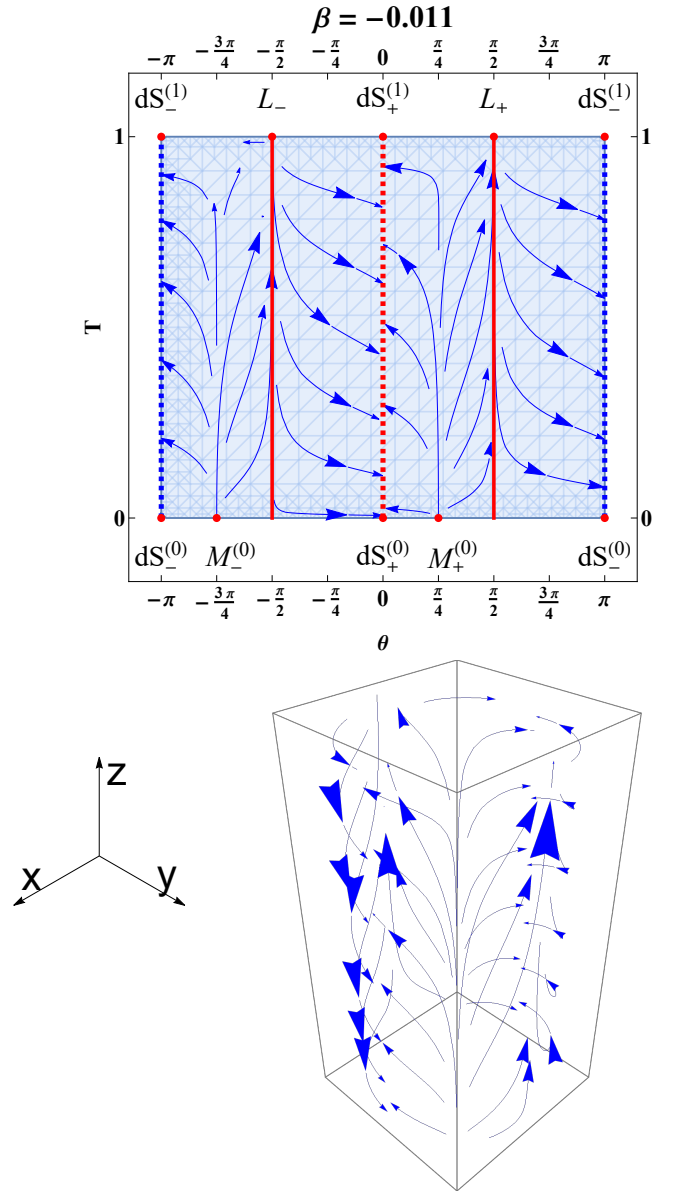 β = −0.011
−π −3π/4 −π/2 −π/4 0 π/4 π/2 3π/4 π
dS₋⁽¹⁾ L₋ dS₊⁽¹⁾ L₊ dS₋⁽¹⁾
1 1
T
0 0
dS₋⁽⁰⁾ M₋⁽⁰⁾ dS₊⁽⁰⁾ M₊⁽⁰⁾ dS₋⁽⁰⁾
−π −3π/4 −π/2 −π/4 0 π/4 π/2 3π/4 π
θ
z
x y